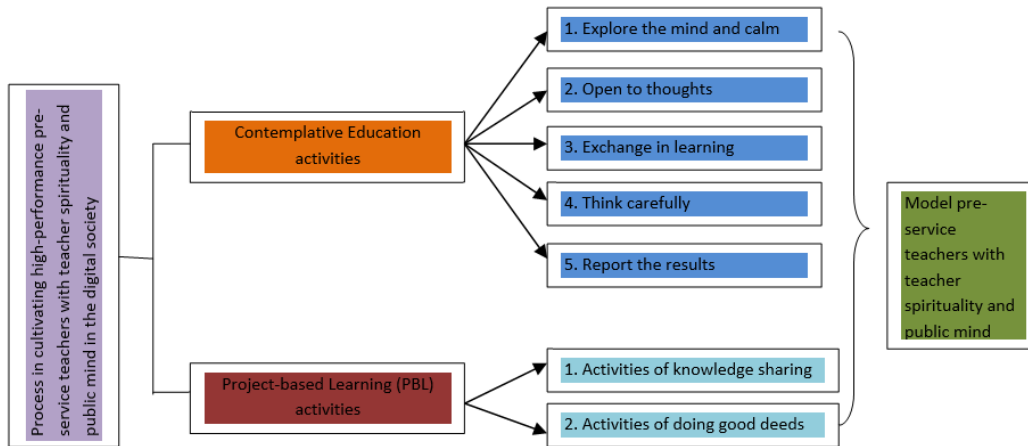 Process in cultivating high-performance pre-
service teachers with teacher spirituality and
public mind in the digital society
Contemplative Education
activities
1. Explore the mind and calm
2. Open to thoughts
3. Exchange in learning
4. Think carefully
5. Report the results
Project-based Learning (PBL)
activities
1. Activities of knowledge sharing
2. Activities of doing good deeds
Model pre-
service
teachers with
teacher
spirituality and
public mind